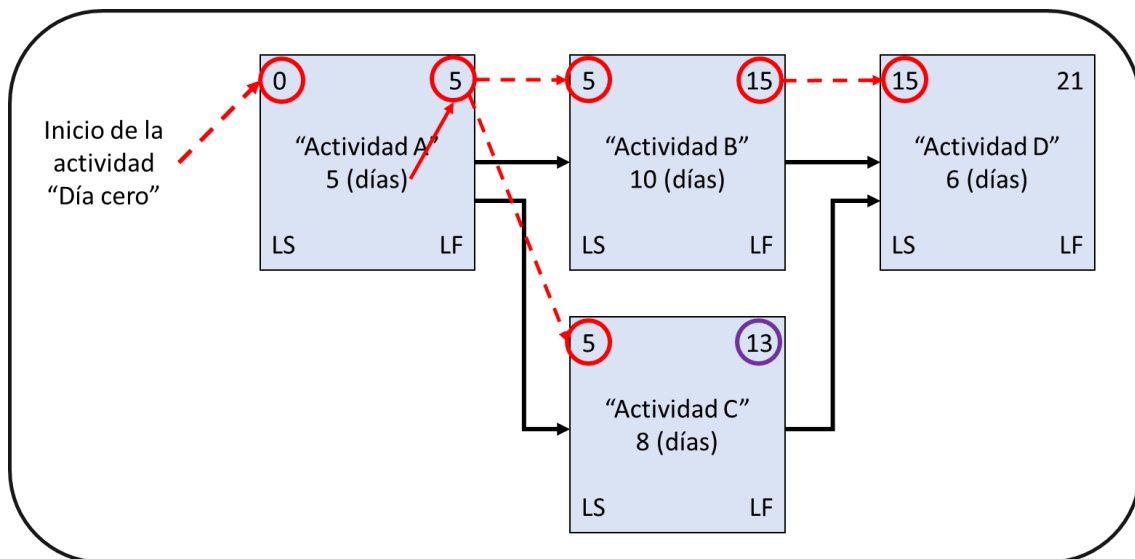 Inicio de la
actividad
“Día cero”
0 5
“Actividad A”
5 (días)
LS LF
5 15
“Actividad B”
10 (días)
LS LF
15 21
“Actividad D”
6 (días)
LS LF
5 13
“Actividad C”
8 (días)
LS LF